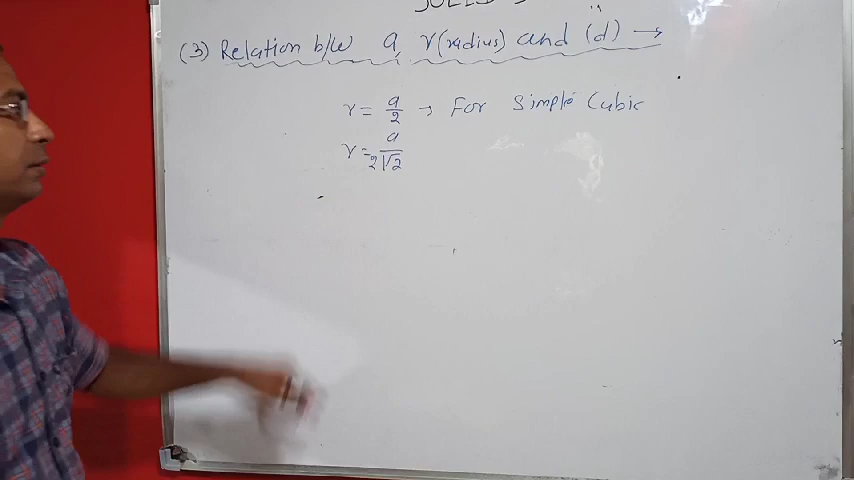 (3) Relation b/w a, r(radius) and (d) →
r = a/2 → For Simple Cubic
r = a/2√2